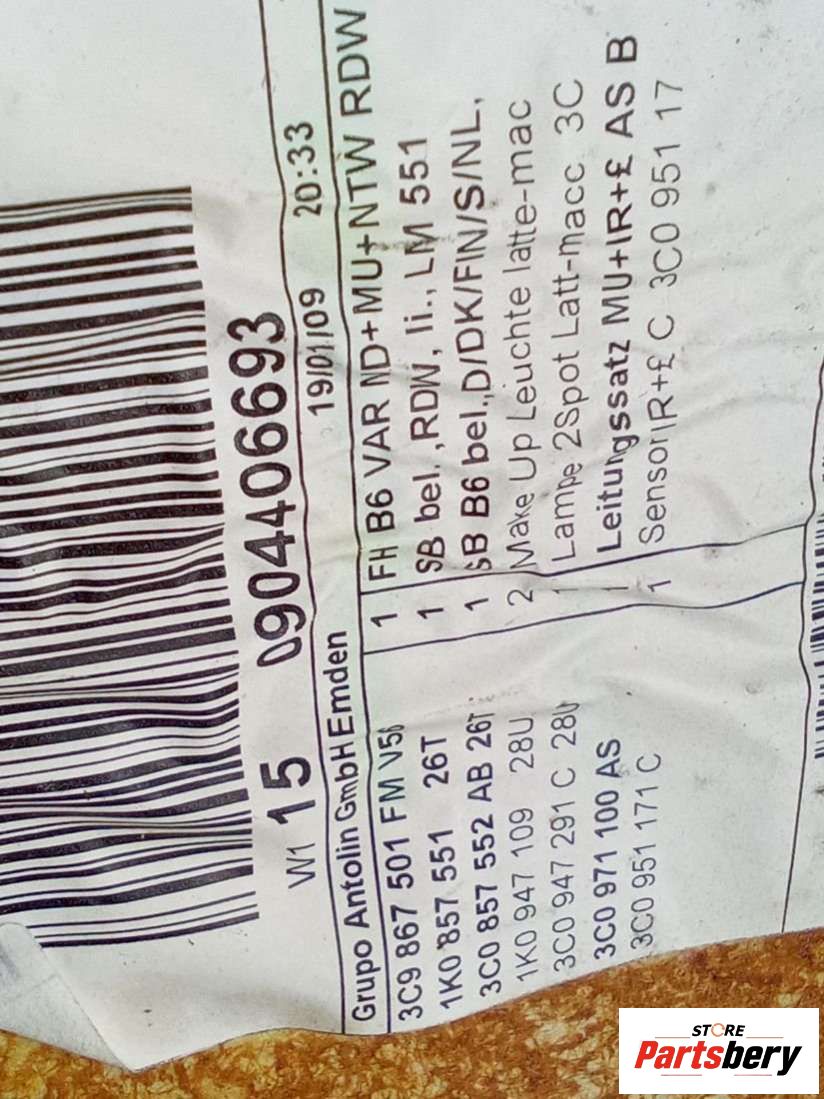 W1 15 0904406693
Grupo Antolin GmbH Emden 19/01/09 20:33
3C9 867 501 FM V5 1 FH B6 VAR ND+MU+NTW RDW
1K0 857 551 26T 1 SB bel. ,RDW, li., LM 551
3C0 857 552 AB 26T 1 SB B6 bel.,D/DK/FIN/S/NL,
1K0 947 109 28U 2 Make Up Leuchte latte-mac
3C0 947 291 C 28U 1 Lampe 2Spot Latt-macc 3C
3C0 971 100 AS 1 Leitungssatz MU+IR+£ AS B
3C0 951 171 C 1 Sensor IR+£ C 3C0 951 17
STORE
Partsbery